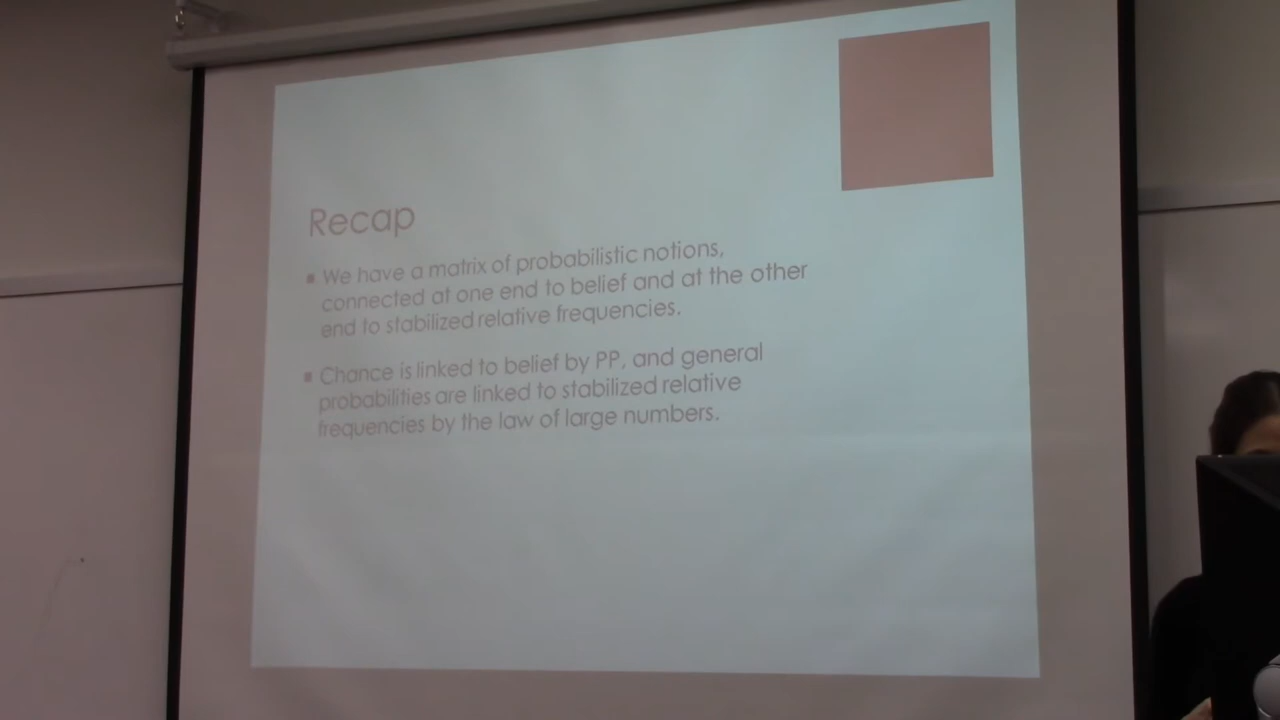 Recap
We have a matrix of probabilistic notions,
connected at one end to belief and at the other
end to stabilized relative frequencies.
Chance is linked to belief by PP, and general
probabilities are linked to stabilized relative
frequencies by the law of large numbers.